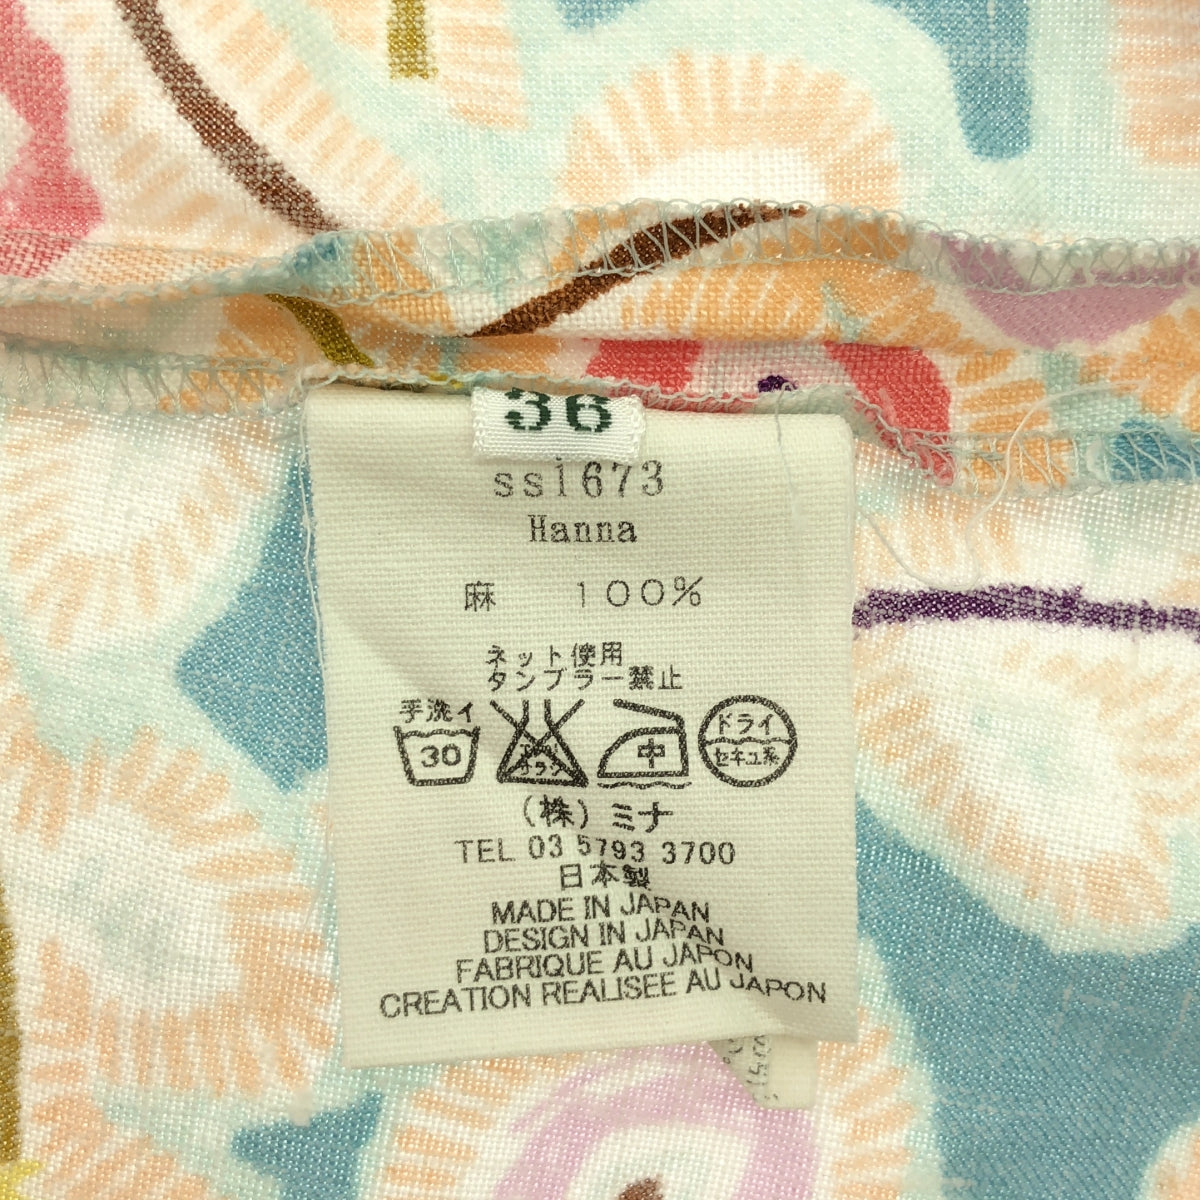 36
ss1673
Hanna
麻 100%
ネット使用
タンブラー禁止
手洗イ
30
エンソ
サラシ
中
ドライ
セキユ系
(株)ミナ
TEL 03 5793 3700
日本製
MADE IN JAPAN
DESIGN IN JAPAN
FABRIQUE AU JAPON
CREATION REALISEE AU JAPON